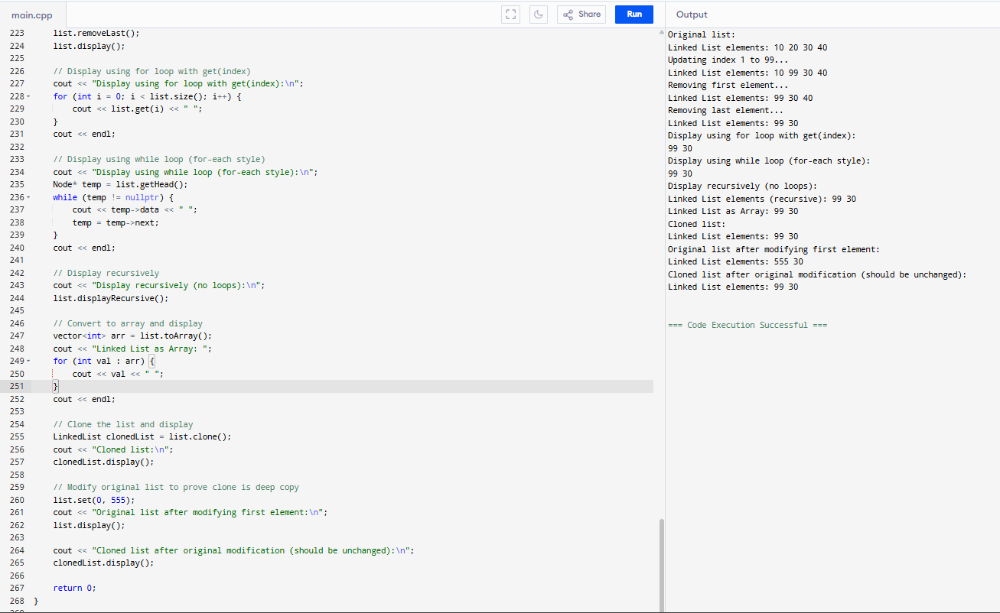 main.cpp
Share
Run
223 list.removeLast();
224 list.display();
225
226 // Display using for loop with get(index)
227 cout << "Display using for loop with get(index):\n";
228 for (int i = 0; i < list.size(); i++) {
229 cout << list.get(i) << " ";
230 }
231 cout << endl;
232
233 // Display using while loop (for-each style)
234 cout << "Display using while loop (for-each style):\n";
235 Node* temp = list.getHead();
236 while (temp != nullptr) {
237 cout << temp->data << " ";
238 temp = temp->next;
239 }
240 cout << endl;
241
242 // Display recursively
243 cout << "Display recursively (no loops):\n";
244 list.displayRecursive();
245
246 // Convert to array and display
247 vector<int> arr = list.toArray();
248 cout << "Linked List as Array: ";
249 for (int val : arr) {
250 cout << val << " ";
251 }
252 cout << endl;
253
254 // Clone the list and display
255 LinkedList clonedList = list.clone();
256 cout << "Cloned list:\n";
257 clonedList.display();
258
259 // Modify original list to prove clone is deep copy
260 list.set(0, 555);
261 cout << "Original list after modifying first element:\n";
262 list.display();
263
264 cout << "Cloned list after original modification (should be unchanged):\n";
265 clonedList.display();
266
267 return 0;
268 }
Output
Original list:
Linked List elements: 10 20 30 40
Updating index 1 to 99...
Linked List elements: 10 99 30 40
Removing first element...
Linked List elements: 99 30 40
Removing last element...
Linked List elements: 99 30
Display using for loop with get(index):
99 30
Display using while loop (for-each style):
99 30
Display recursively (no loops):
Linked List elements (recursive): 99 30
Linked List as Array: 99 30
Cloned list:
Linked List elements: 99 30
Original list after modifying first element:
Linked List elements: 555 30
Cloned list after original modification (should be unchanged):
Linked List elements: 99 30
=== Code Execution Successful ===